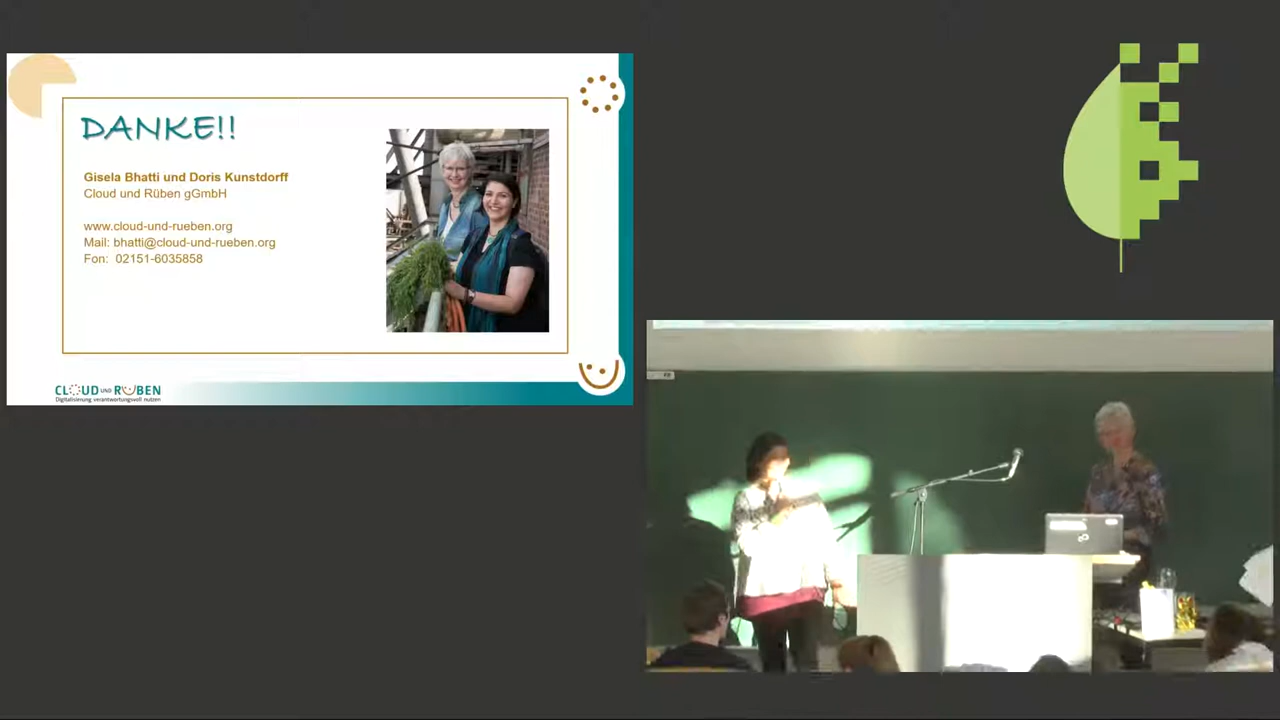 DANKE!!
Gisela Bhatti und Doris Kunstdorff
Cloud und Rüben gGmbH
www.cloud-und-rueben.org
Mail: bhatti@cloud-und-rueben.org
Fon: 02151-6035858
CLOUD UND RÜBEN
Digitalisierung verantwortungsvoll nutzen